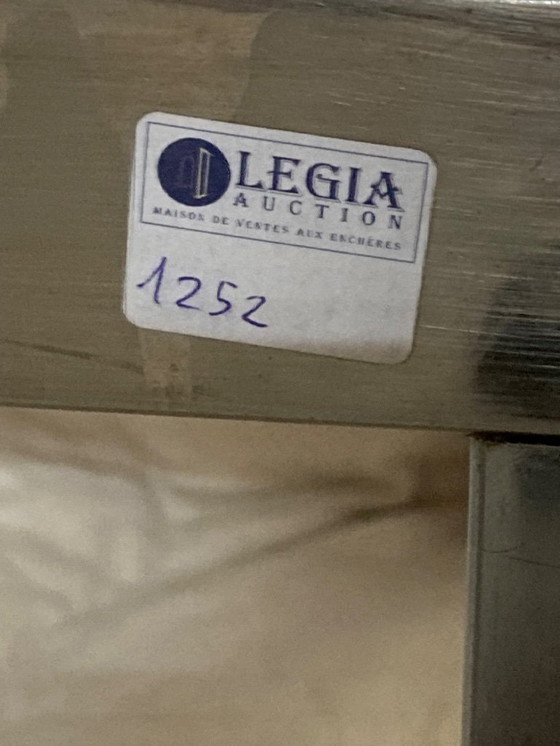 LEGIA
AUCTION
MAISON DE VENTES AUX ENCHÈRES
1252